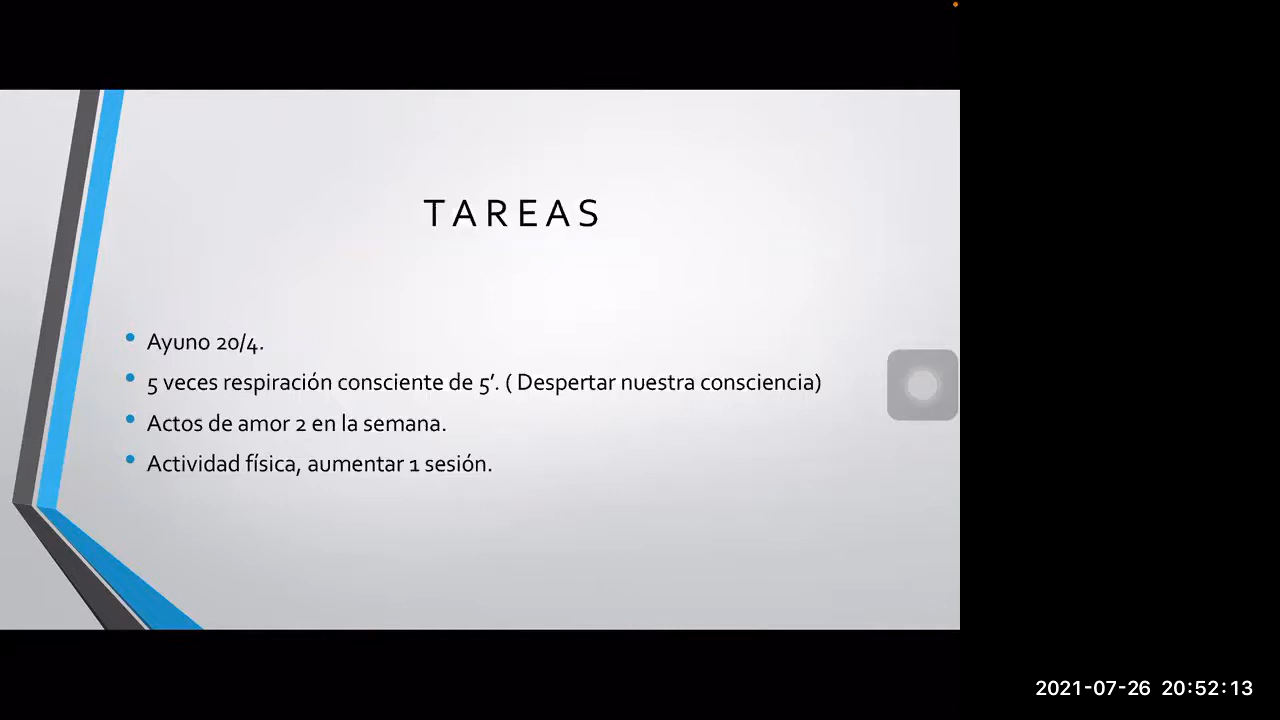 TAREAS
Ayuno 20/4.
5 veces respiración consciente de 5’. ( Despertar nuestra consciencia)
Actos de amor 2 en la semana.
Actividad física, aumentar 1 sesión.
2021-07-26 20:52:13